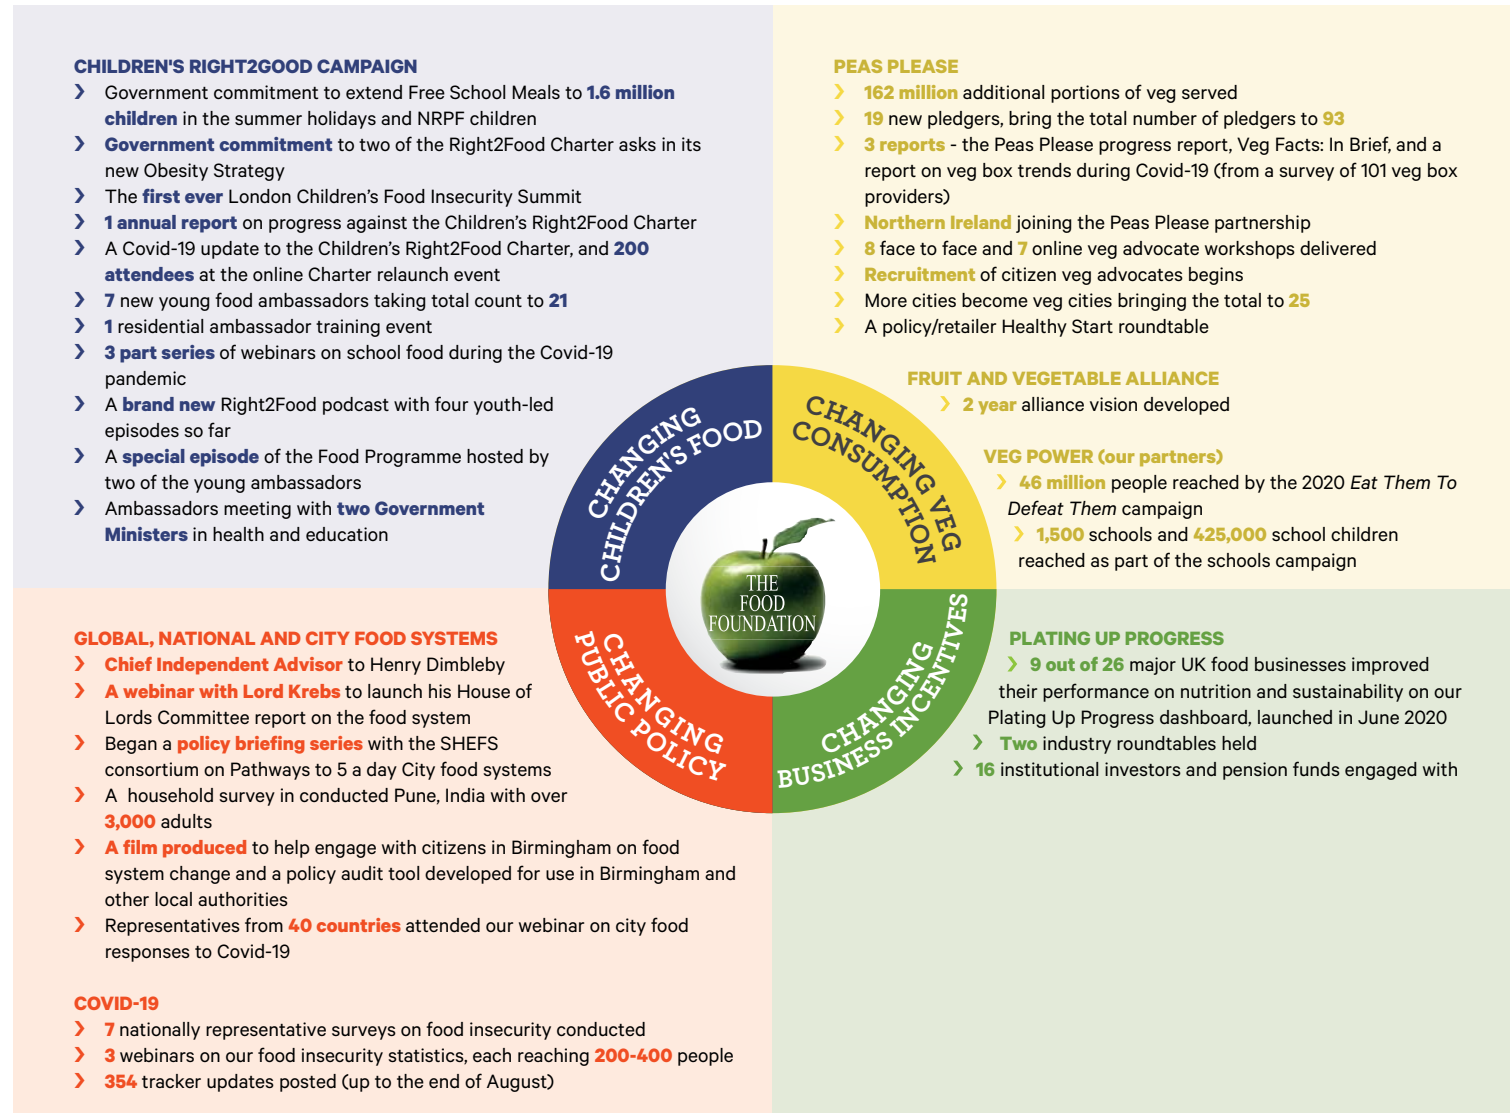 CHILDREN'S RIGHT2GOOD CAMPAIGN
❯ Government commitment to extend Free School Meals to 1.6 million
children in the summer holidays and NRPF children
❯ Government commitment to two of the Right2Food Charter asks in its
new Obesity Strategy
❯ The first ever London Children’s Food Insecurity Summit
❯ 1 annual report on progress against the Children’s Right2Food Charter
❯ A Covid-19 update to the Children’s Right2Food Charter, and 200
attendees at the online Charter relaunch event
❯ 7 new young food ambassadors taking total count to 21
❯ 1 residential ambassador training event
❯ 3 part series of webinars on school food during the Covid-19
pandemic
❯ A brand new Right2Food podcast with four youth-led
episodes so far
❯ A special episode of the Food Programme hosted by
two of the young ambassadors
❯ Ambassadors meeting with two Government
Ministers in health and education
PEAS PLEASE
❯ 162 million additional portions of veg served
❯ 19 new pledgers, bring the total number of pledgers to 93
❯ 3 reports - the Peas Please progress report, Veg Facts: In Brief, and a
report on veg box trends during Covid-19 (from a survey of 101 veg box
providers)
❯ Northern Ireland joining the Peas Please partnership
❯ 8 face to face and 7 online veg advocate workshops delivered
❯ Recruitment of citizen veg advocates begins
❯ More cities become veg cities bringing the total to 25
❯ A policy/retailer Healthy Start roundtable
FRUIT AND VEGETABLE ALLIANCE
❯ 2 year alliance vision developed
VEG POWER (our partners)
❯ 46 million people reached by the 2020 Eat Them To
Defeat Them campaign
❯ 1,500 schools and 425,000 school children
reached as part of the schools campaign
CHANGING
CHILDREN'S FOOD
CHANGING VEG
CONSUMPTION
THE
FOOD
FOUNDATION
CHANGING
PUBLIC POLICY
CHANGING
BUSINESS INCENTIVES
GLOBAL, NATIONAL AND CITY FOOD SYSTEMS
❯ Chief Independent Advisor to Henry Dimbleby
❯ A webinar with Lord Krebs to launch his House of
Lords Committee report on the food system
❯ Began a policy briefing series with the SHEFS
consortium on Pathways to 5 a day City food systems
❯ A household survey in conducted Pune, India with over
3,000 adults
❯ A film produced to help engage with citizens in Birmingham on food
system change and a policy audit tool developed for use in Birmingham and
other local authorities
❯ Representatives from 40 countries attended our webinar on city food
responses to Covid-19
COVID-19
❯ 7 nationally representative surveys on food insecurity conducted
❯ 3 webinars on our food insecurity statistics, each reaching 200-400 people
❯ 354 tracker updates posted (up to the end of August)
PLATING UP PROGRESS
❯ 9 out of 26 major UK food businesses improved
their performance on nutrition and sustainability on our
Plating Up Progress dashboard, launched in June 2020
❯ Two industry roundtables held
❯ 16 institutional investors and pension funds engaged with